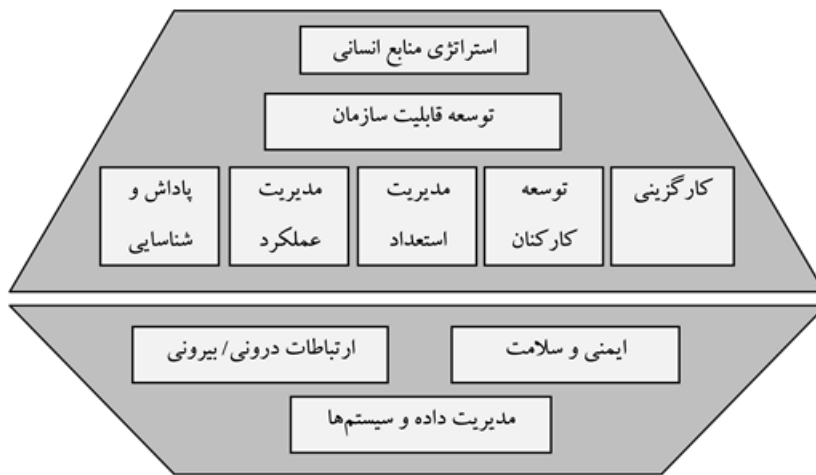 استراتژی منابع انسانی
توسعه قابلیت سازمان
کارگزینی
توسعه
کارکنان
مدیریت
استعداد
مدیریت
عملکرد
پاداش و
شناسایی
ایمنی و سلامت
ارتباطات درونی/ بیرونی
مدیریت داده و سیستم‌ها